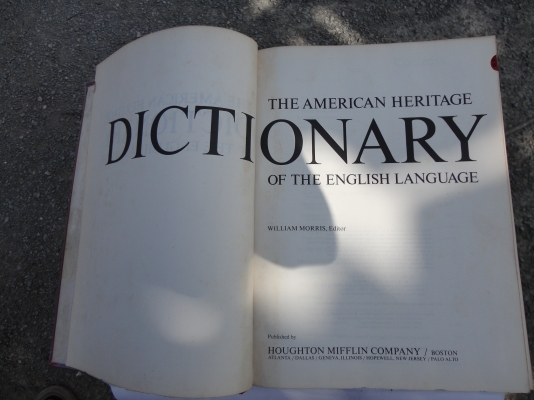 THE AMERICAN HERITAGE
DICTIONARY
OF THE ENGLISH LANGUAGE
WILLIAM MORRIS, Editor
Published by
HOUGHTON MIFFLIN COMPANY / BOSTON
ATLANTA / DALLAS / GENEVA, ILLINOIS / HOPEWELL, NEW JERSEY / PALO ALTO